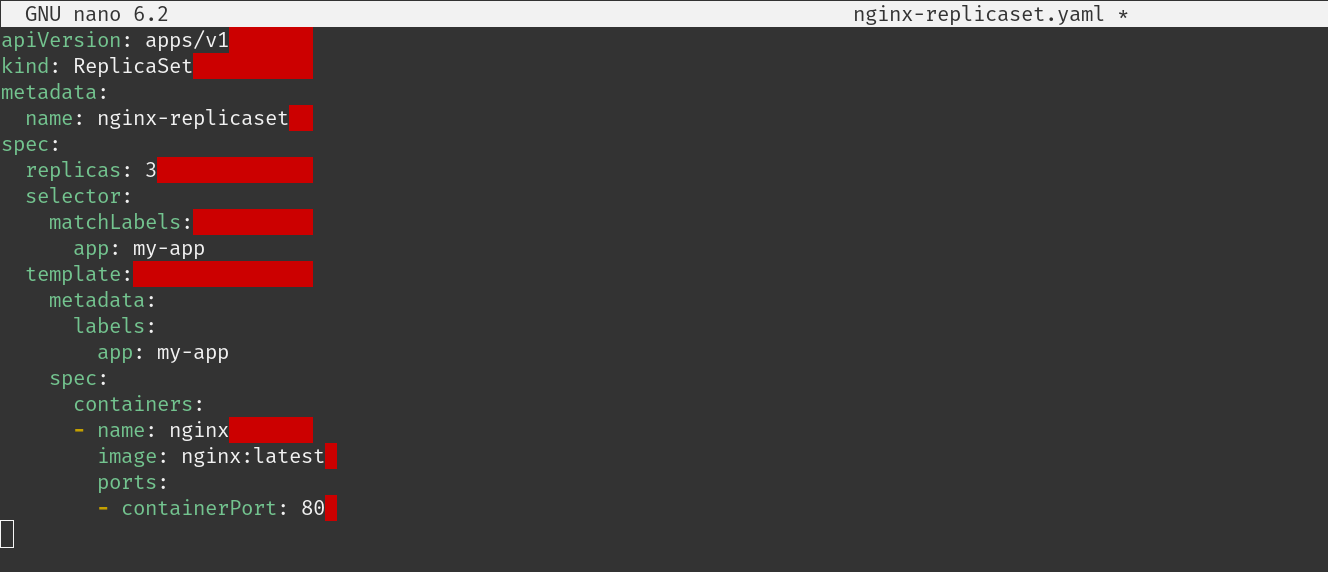 GNU nano 6.2 nginx-replicaset.yaml *
apiVersion: apps/v1
kind: ReplicaSet
metadata:
  name: nginx-replicaset
spec:
  replicas: 3
  selector:
    matchLabels:
      app: my-app
  template:
    metadata:
      labels:
        app: my-app
    spec:
      containers:
      - name: nginx
        image: nginx:latest
        ports:
        - containerPort: 80